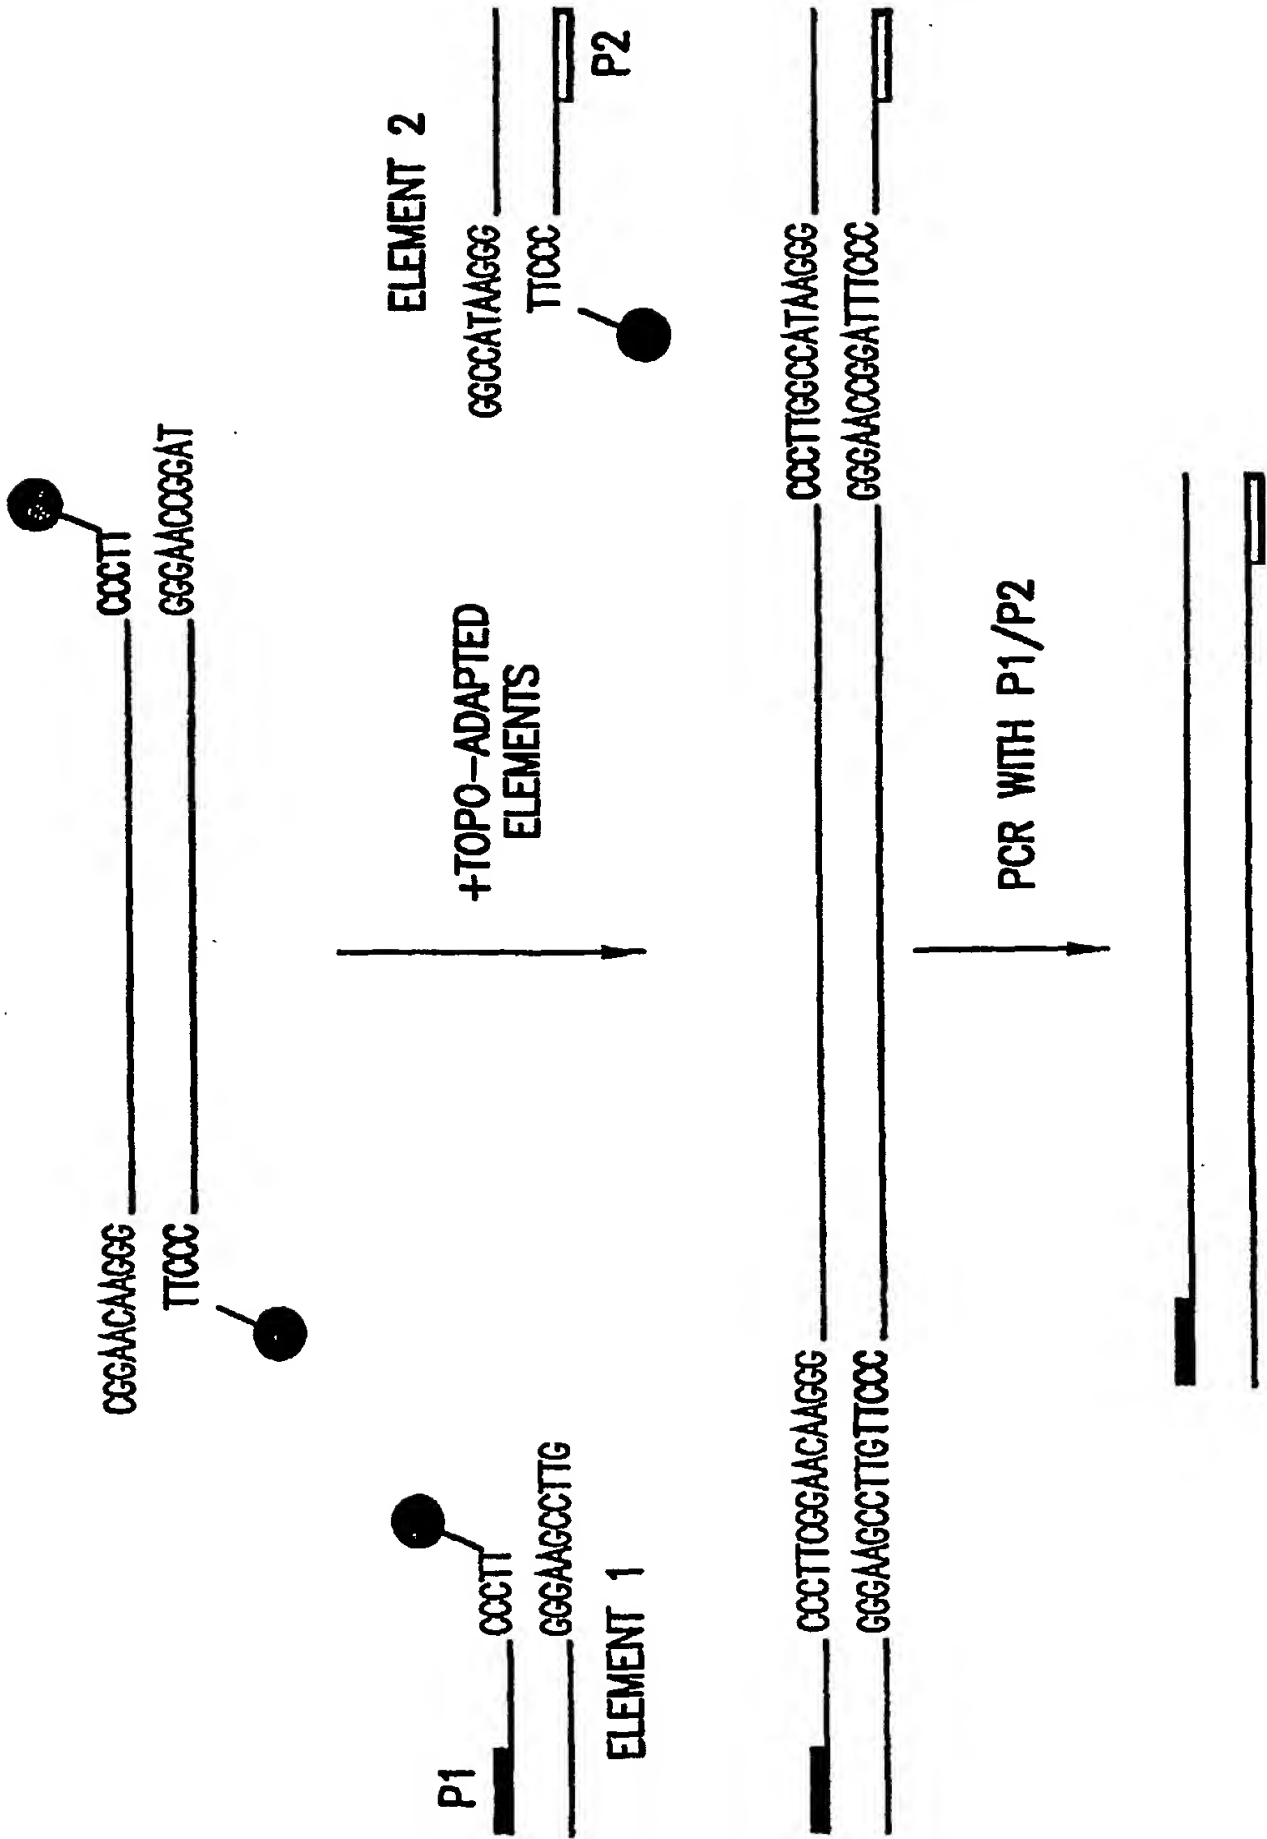 CCCTT
CGGAACAAGGG
TTCCC
GGGAACCGGAT
+TOPO-ADAPTED
ELEMENTS
ELEMENT 2
P1
CCCTT
GGGAAGCCTTG
ELEMENT 1
GGCCATAAGGG
TTCCC
P2
CCCTTCGGAACAAGGG
CCCTTGGCCATAAGGG
GGGAAGCCTTGTTCCC
GGGAACCGGATTTCCC
PCR WITH P1/P2